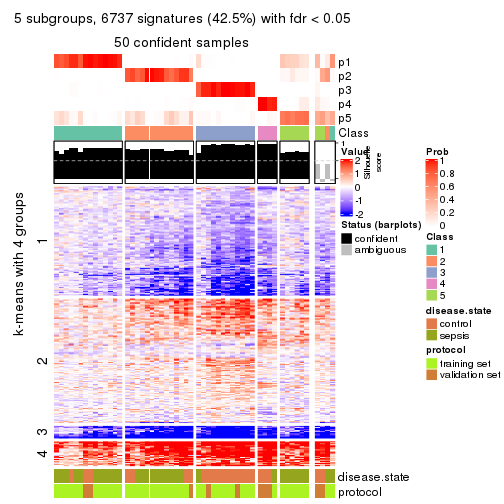 5 subgroups, 6737 signatures (42.5%) with fdr < 0.05
50 confident samples
p1
p2
p3
p4
p5
Class
1
Value
2
1
0
-1
-2
Silhouette
score
Prob
1
0.8
0.6
0.4
0.2
0
Status (barplots)
confident
ambiguous
Class
1
2
3
4
5
disease.state
control
sepsis
protocol
training set
validation set
k-means with 4 groups
1
2
3
4
disease.state
protocol